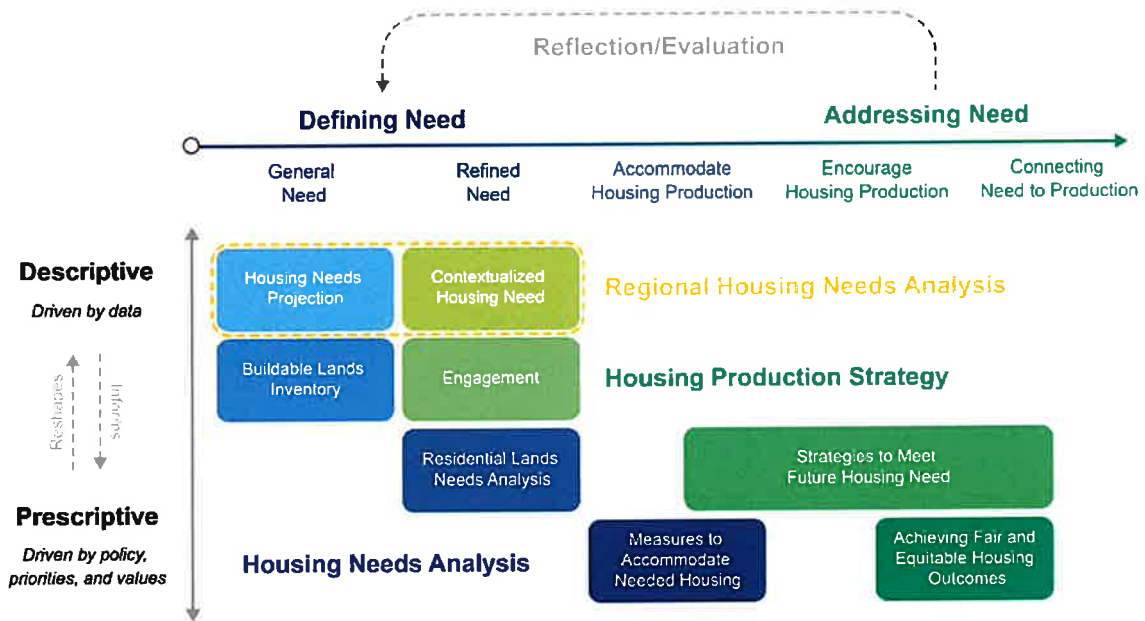 Reflection/Evaluation
Defining Need
Addressing Need
General
Need
Refined
Need
Accommodate
Housing Production
Encourage
Housing Production
Connecting
Need to Production
Descriptive
Driven by data
Housing Needs
Projection
Contextualized
Housing Need
Regional Housing Needs Analysis
Reshapes
Informs
Buildable Lands
Inventory
Engagement
Housing Production Strategy
Residential Lands
Needs Analysis
Strategies to Meet
Future Housing Need
Prescriptive
Driven by policy,
priorities, and values
Housing Needs Analysis
Measures to
Accommodate
Needed Housing
Achieving Fair and
Equitable Housing
Outcomes